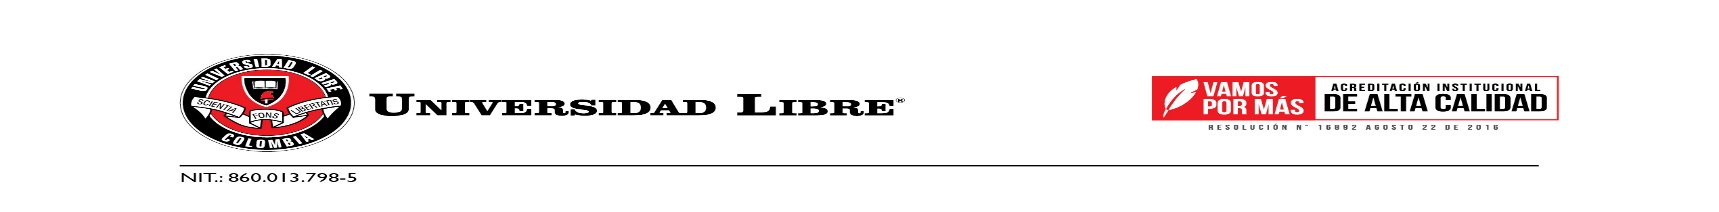 UNIVERSIDAD LIBRE
SCIENTIA
FONS
LIBERTATIS
COLOMBIA
UNIVERSIDAD LIBRE®
VAMOS
POR MÁS
ACREDITACIÓN INSTITUCIONAL
DE ALTA CALIDAD
RESOLUCIÓN N° 16892 AGOSTO 22 DE 2016
NIT.: 860.013.798-5